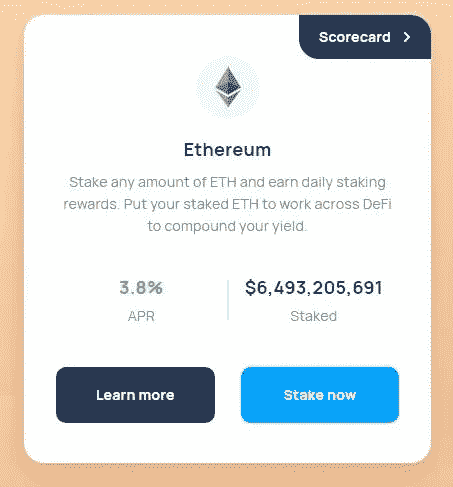 Scorecard
Ethereum
Stake any amount of ETH and earn daily staking
rewards. Put your staked ETH to work across DeFi
to compound your yield.
3.8% $6,493,205,691
APR Staked
Learn more Stake now